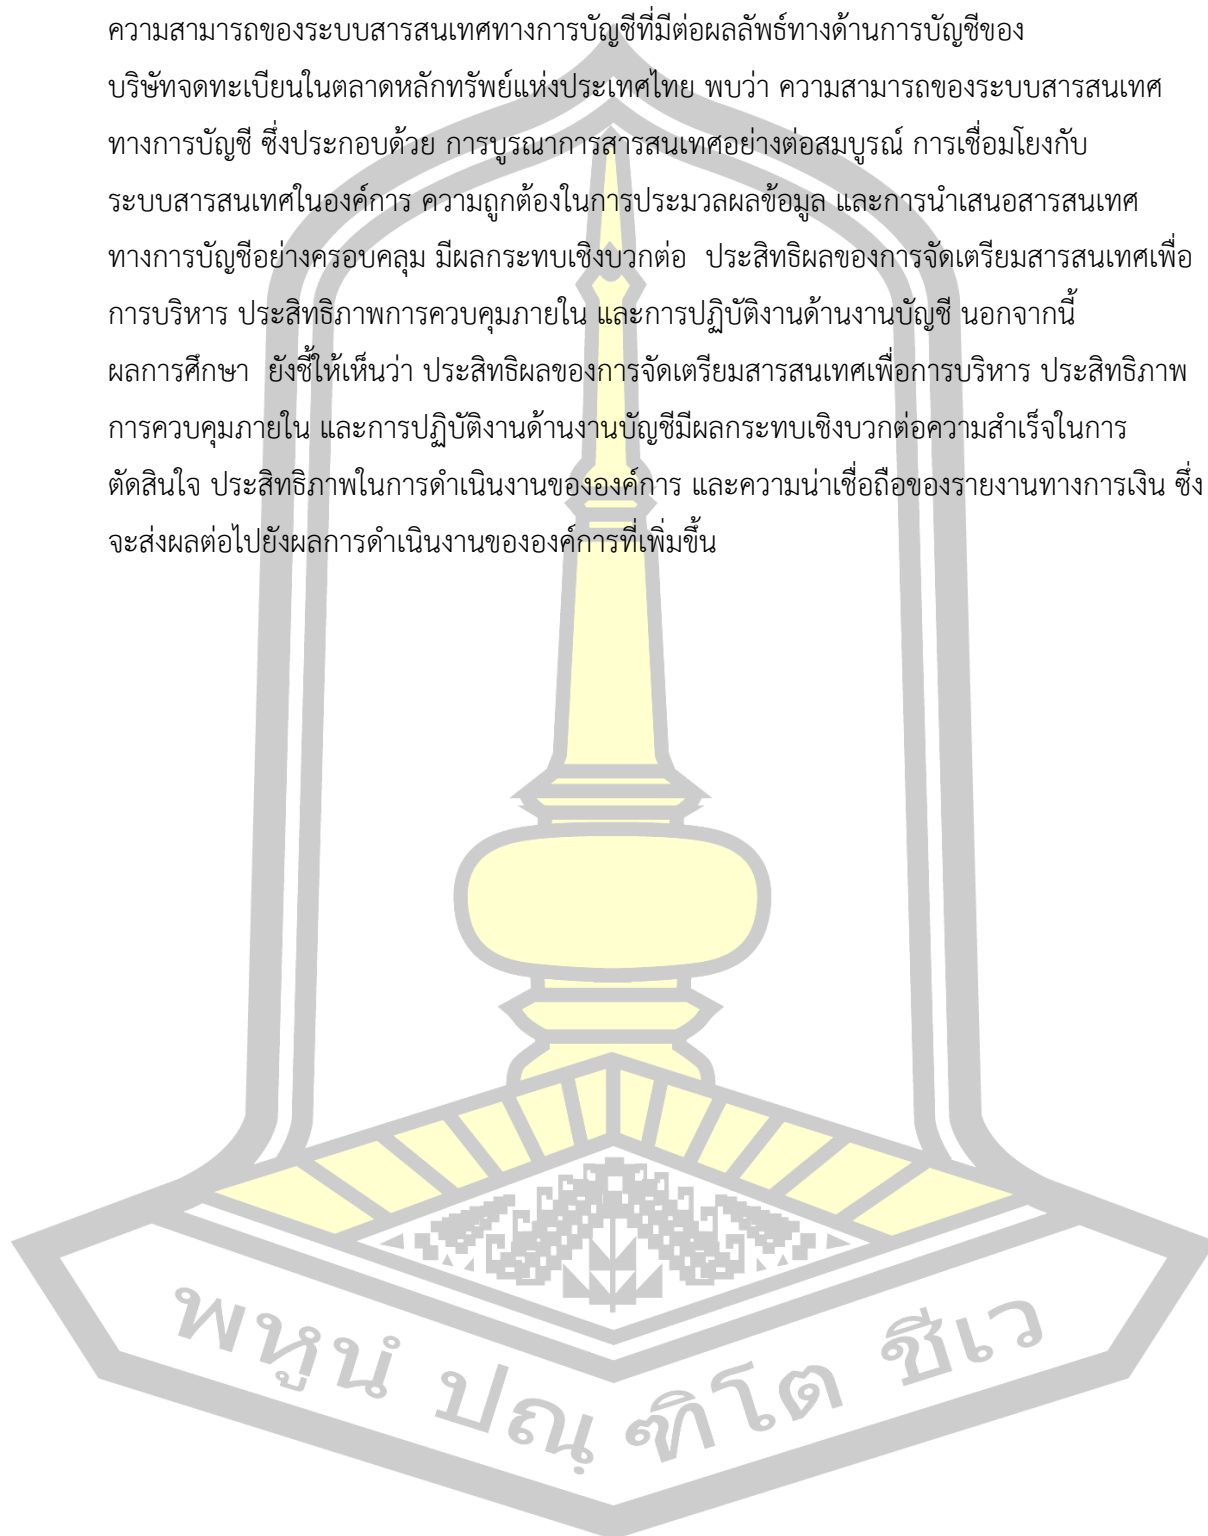 ความสามารถของระบบสารสนเทศทางการบัญชีที่มีต่อผลลัพธ์ทางด้านการบัญชีของ
บริษัทจดทะเบียนในตลาดหลักทรัพย์แห่งประเทศไทย พบว่า ความสามารถของระบบสารสนเทศ
ทางการบัญชี ซึ่งประกอบด้วย การบูรณาการสารสนเทศอย่างต่อสมบูรณ์ การเชื่อมโยงกับ
ระบบสารสนเทศในองค์การ ความถูกต้องในการประมวลผลข้อมูล และการนำเสนอสารสนเทศ
ทางการบัญชีอย่างครอบคลุม มีผลกระทบเชิงบวกต่อ ประสิทธิผลของการจัดเตรียมสารสนเทศเพื่อ
การบริหาร ประสิทธิภาพการควบคุมภายใน และการปฏิบัติงานด้านงานบัญชี นอกจากนี้
ผลการศึกษา ยังชี้ให้เห็นว่า ประสิทธิผลของการจัดเตรียมสารสนเทศเพื่อการบริหาร ประสิทธิภาพ
การควบคุมภายใน และการปฏิบัติงานด้านงานบัญชีมีผลกระทบเชิงบวกต่อความสำเร็จในการ
ตัดสินใจ ประสิทธิภาพในการดำเนินงานขององค์การ และความน่าเชื่อถือของรายงานทางการเงิน ซึ่ง
จะส่งผลต่อไปยังผลการดำเนินงานขององค์การที่เพิ่มขึ้น
พหูนํ ปณฺ ฑิโต ชีเว